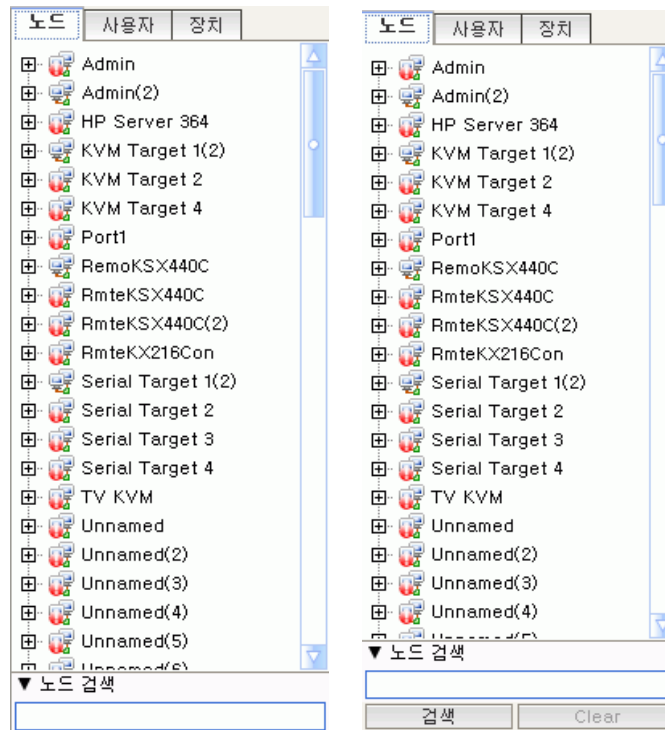 노드 사용자 장치
Admin
Admin(2)
HP Server 364
KVM Target 1(2)
KVM Target 2
KVM Target 4
Port1
RemoKSX440C
RmteKSX440C
RmteKSX440C(2)
RmteKX216Con
Serial Target 1(2)
Serial Target 2
Serial Target 3
Serial Target 4
TV KVM
Unnamed
Unnamed(2)
Unnamed(3)
Unnamed(4)
Unnamed(5)
Unnamed(6)
▼ 노드 검색
노드 사용자 장치
Admin
Admin(2)
HP Server 364
KVM Target 1(2)
KVM Target 2
KVM Target 4
Port1
RemoKSX440C
RmteKSX440C
RmteKSX440C(2)
RmteKX216Con
Serial Target 1(2)
Serial Target 2
Serial Target 3
Serial Target 4
TV KVM
Unnamed
Unnamed(2)
Unnamed(3)
Unnamed(4)
Unnamed(5)
▼ 노드 검색
검색 Clear